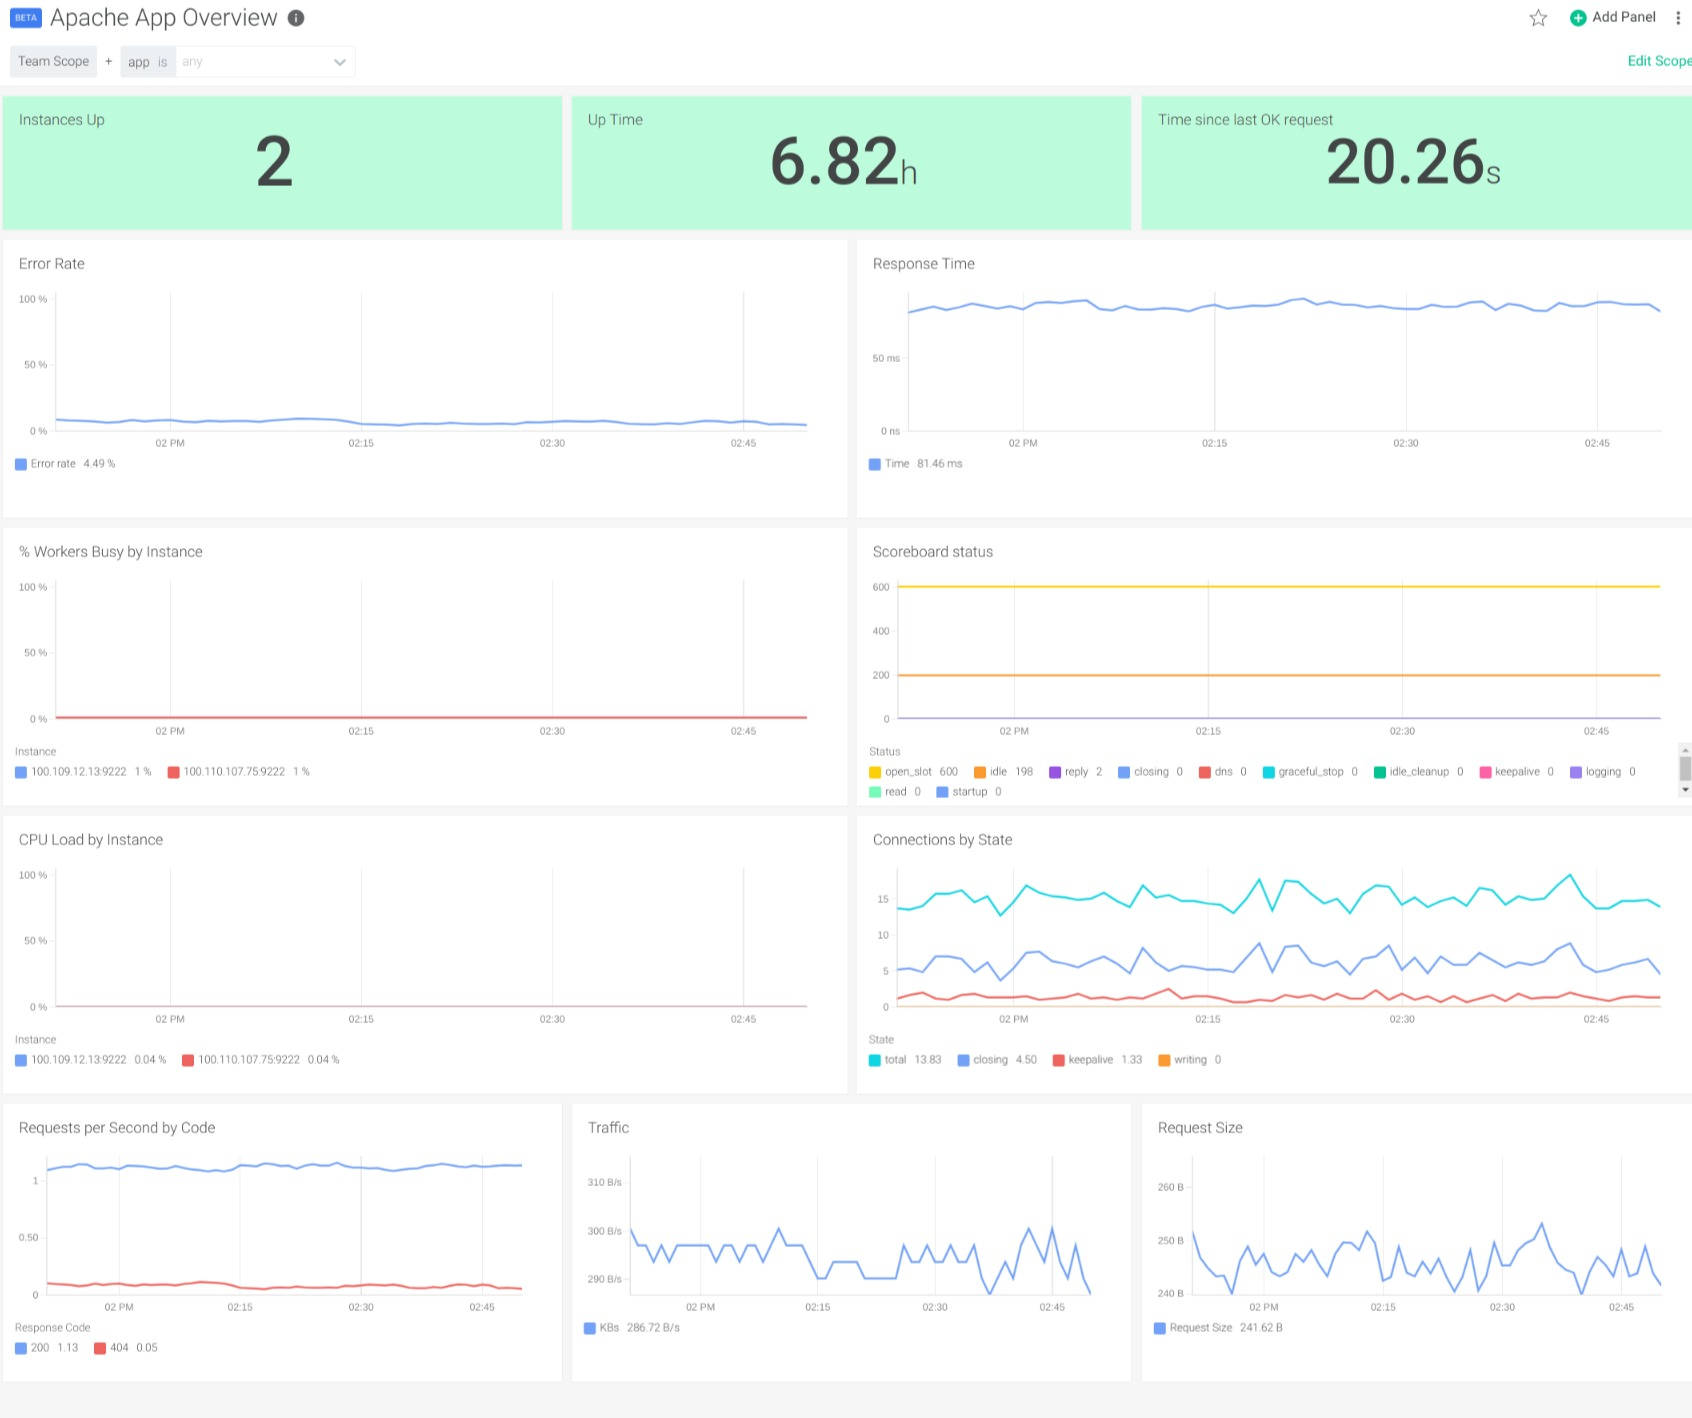 BETA Apache App Overview i
Add Panel
Team Scope + app is any
Edit Scope
Instances Up
2
Up Time
6.82h
Time since last OK request
20.26s
Error Rate
100 %
50 %
0 %
02 PM 02:15 02:30 02:45
Error rate 4.49 %
Response Time
50 ms
0 ns
02 PM 02:15 02:30 02:45
Time 81.46 ms
% Workers Busy by Instance
100 %
50 %
0 %
02 PM 02:15 02:30 02:45
Instance
100.109.12.13:9222 1 % 100.110.107.75:9222 1 %
Scoreboard status
600
400
200
0
02 PM 02:15 02:30 02:45
Status
open_slot 600 idle 198 reply 2 closing 0 dns 0 graceful_stop 0 idle_cleanup 0 keepalive 0 logging 0
read 0 startup 0
CPU Load by Instance
100 %
50 %
0 %
02 PM 02:15 02:30 02:45
Instance
100.109.12.13:9222 0.04 % 100.110.107.75:9222 0.04 %
Connections by State
15
10
5
0
02 PM 02:15 02:30 02:45
State
total 13.83 closing 4.50 keepalive 1.33 writing 0
Requests per Second by Code
1
0.50
0
02 PM 02:15 02:30 02:45
Response Code
200 1.13 404 0.05
Traffic
310 B/s
300 B/s
290 B/s
02 PM 02:15 02:30 02:45
KBs 286.72 B/s
Request Size
260 B
250 B
240 B
02 PM 02:15 02:30 02:45
Request Size 241.62 B